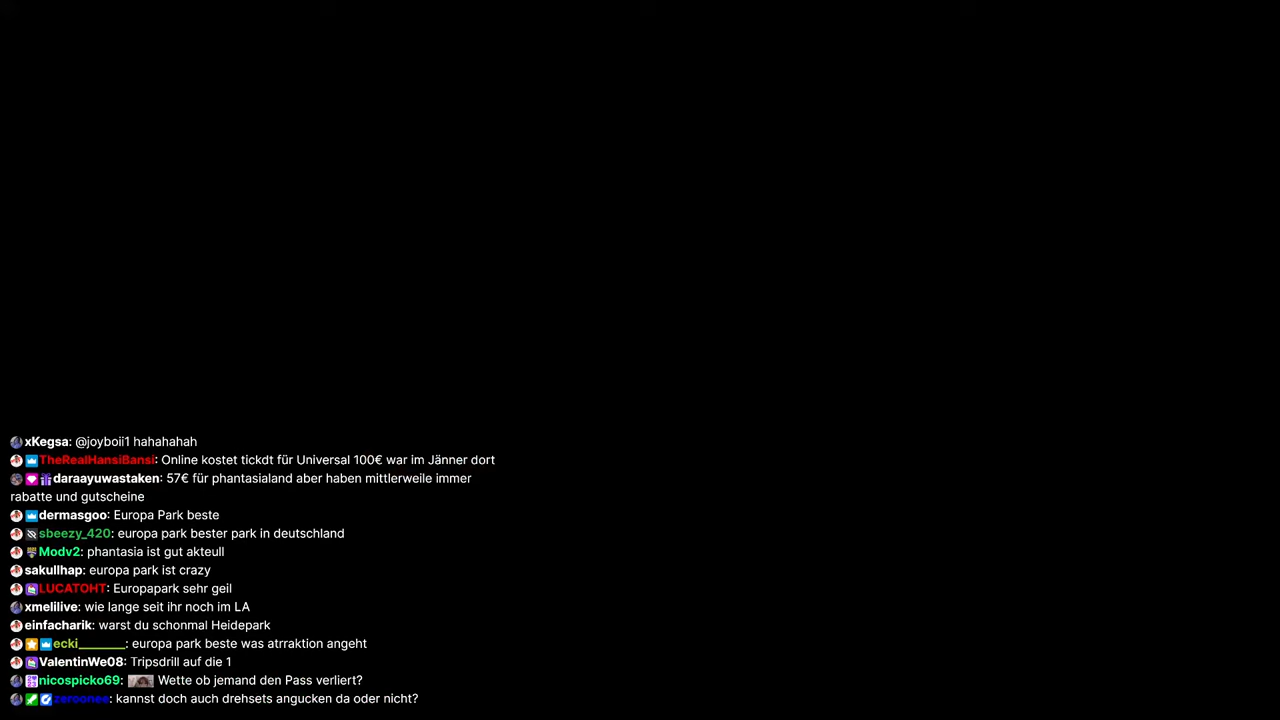 xKegsa: @joyboii1 hahahahah
TheRealHansiBansi: Online kostet tickdt für Universal 100€ war im Jänner dort
daraayuwastaken: 57€ für phantasialand aber haben mittlerweile immer
rabatte und gutscheine
dermasgoo: Europa Park beste
sbeezy_420: europa park bester park in deutschland
Modv2: phantasia ist gut akteull
sakullhap: europa park ist crazy
LUCATOHT: Europapark sehr geil
xmelilive: wie lange seit ihr noch im LA
einfacharik: warst du schonmal Heidepark
ecki_______: europa park beste was atrraktion angeht
ValentinWe08: Tripsdrill auf die 1
nicospicko69: Wette ob jemand den Pass verliert?
zeroonee: kannst doch auch drehsets angucken da oder nicht?